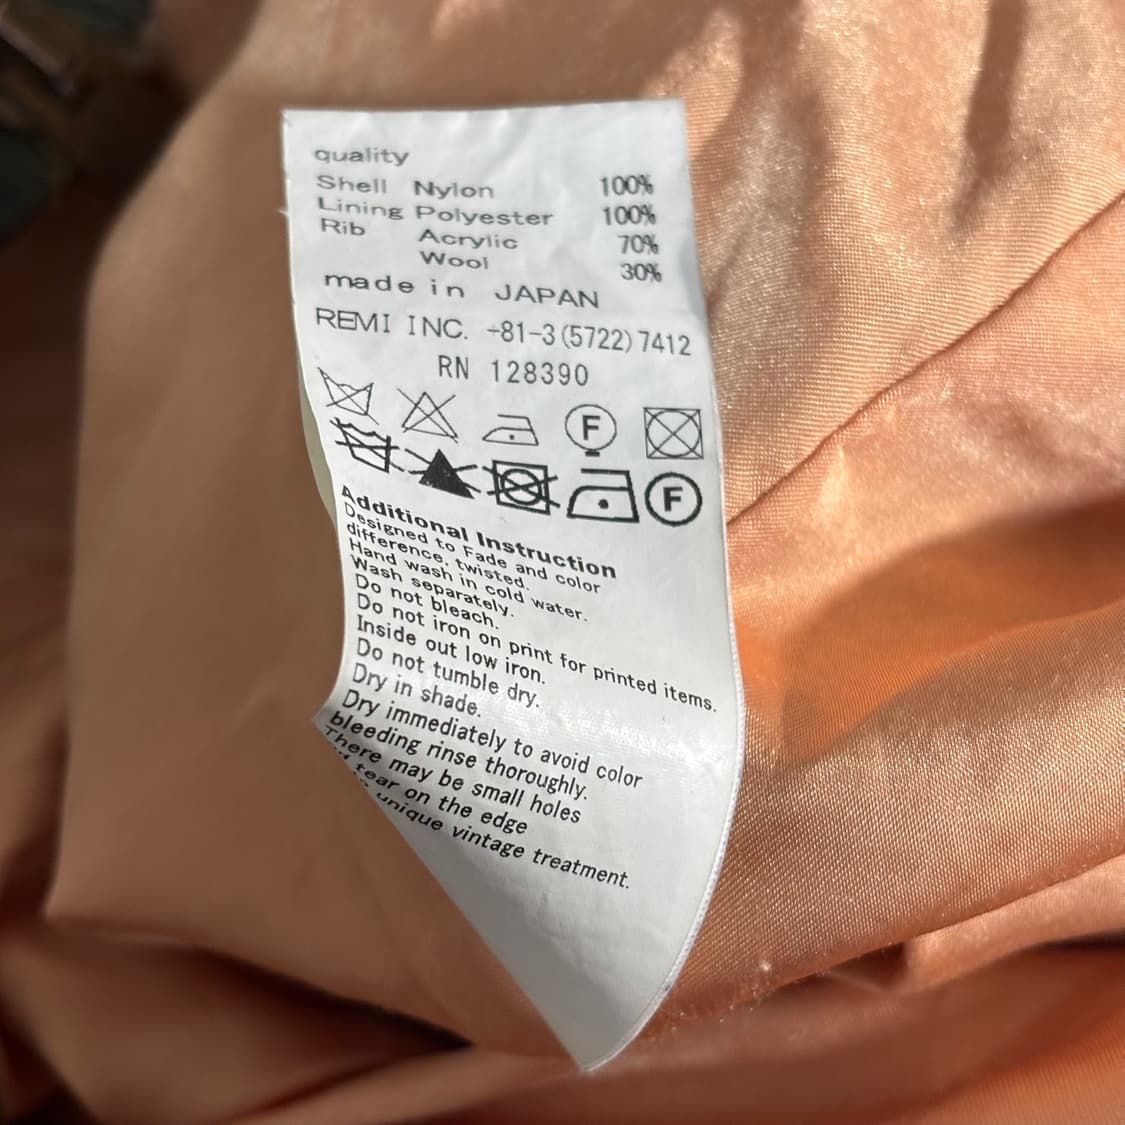 quality
Shell Nylon 100%
Lining Polyester 100%
Rib Acrylic 70%
Wool 30%
made in JAPAN
REMI INC. +81-3(5722)7412
RN 128390
F
F
Additional Instruction
Designed to Fade and color
difference, twisted.
Hand wash in cold water.
Wash separately.
Do not bleach.
Do not iron on print for printed items.
Inside out low iron.
Do not tumble dry.
Dry in shade.
Dry immediately to avoid color
bleeding rinse thoroughly.
There may be small holes
tear on the edge
unique vintage treatment.